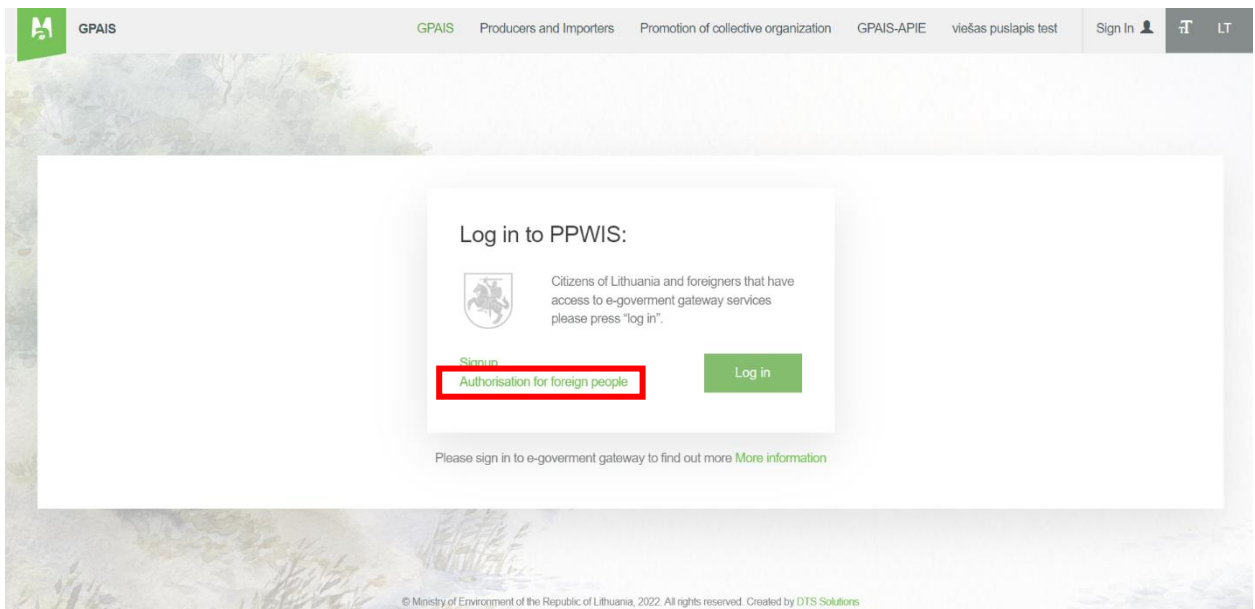 GPAIS GPAIS Producers and Importers Promotion of collective organization GPAIS-APIE viešas puslapis test Sign In LT
Log in to PPWIS:
Citizens of Lithuania and foreigners that have
access to e-goverment gateway services
please press "log in".
Signup
Authorisation for foreign people
Log in
Please sign in to e-goverment gateway to find out more More information
© Ministry of Environment of the Republic of Lithuania, 2022. All rights reserved. Created by DTS Solutions